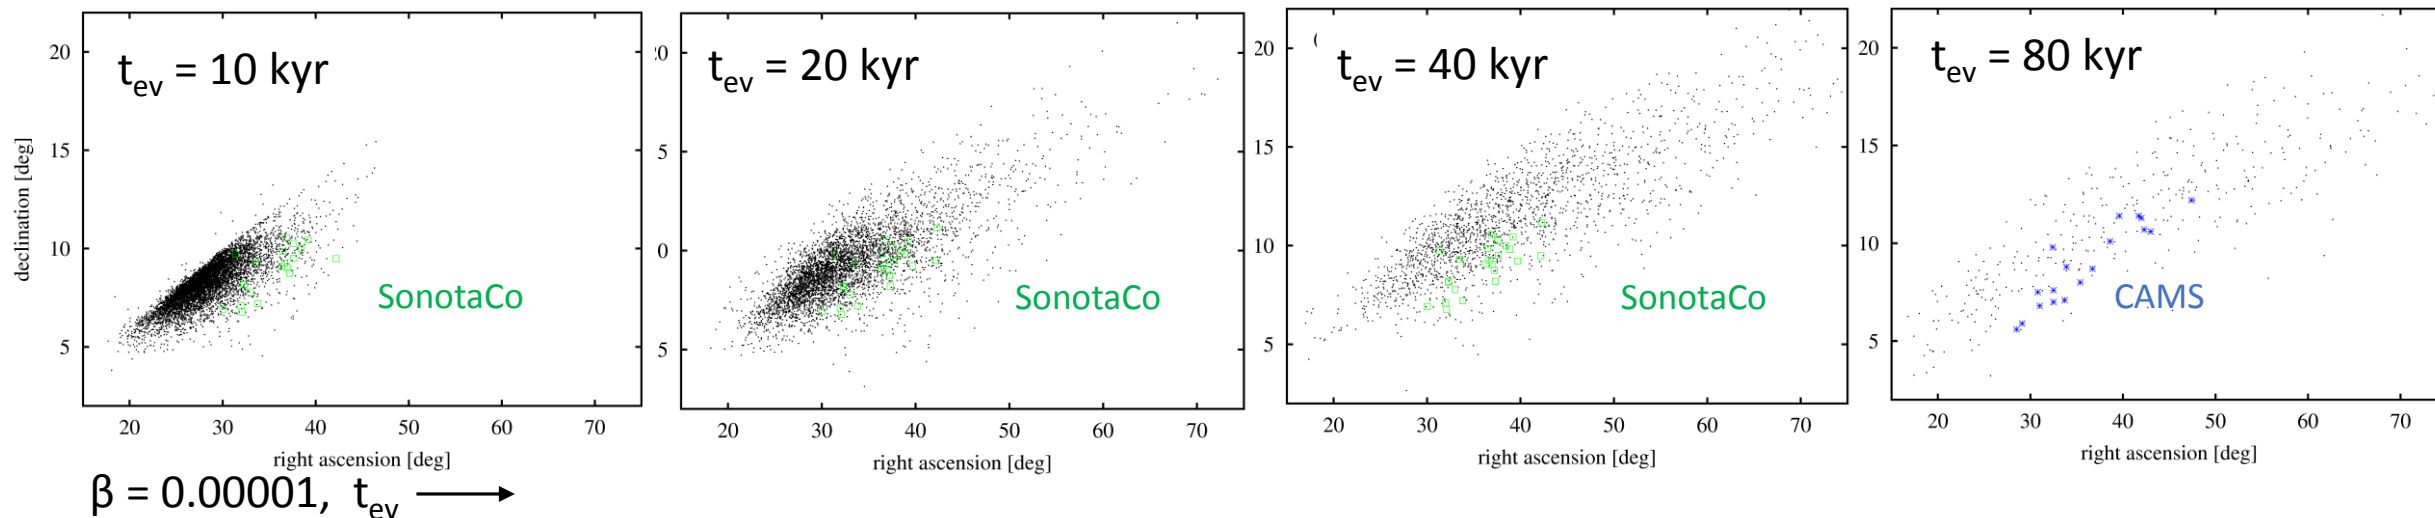 t_ev = 10 kyr
20
15
10
5
declination [deg]
SonotaCo
20 30 40 50 60 70
right ascension [deg]
t_ev = 20 kyr
20
5
0
5
SonotaCo
20 30 40 50 60 70
right ascension [deg]
t_ev = 40 kyr
20
15
10
5
SonotaCo
20 30 40 50 60 70
right ascension [deg]
t_ev = 80 kyr
20
15
10
5
CAMS
20 30 40 50 60 70
right ascension [deg]
β = 0.00001, t_ev